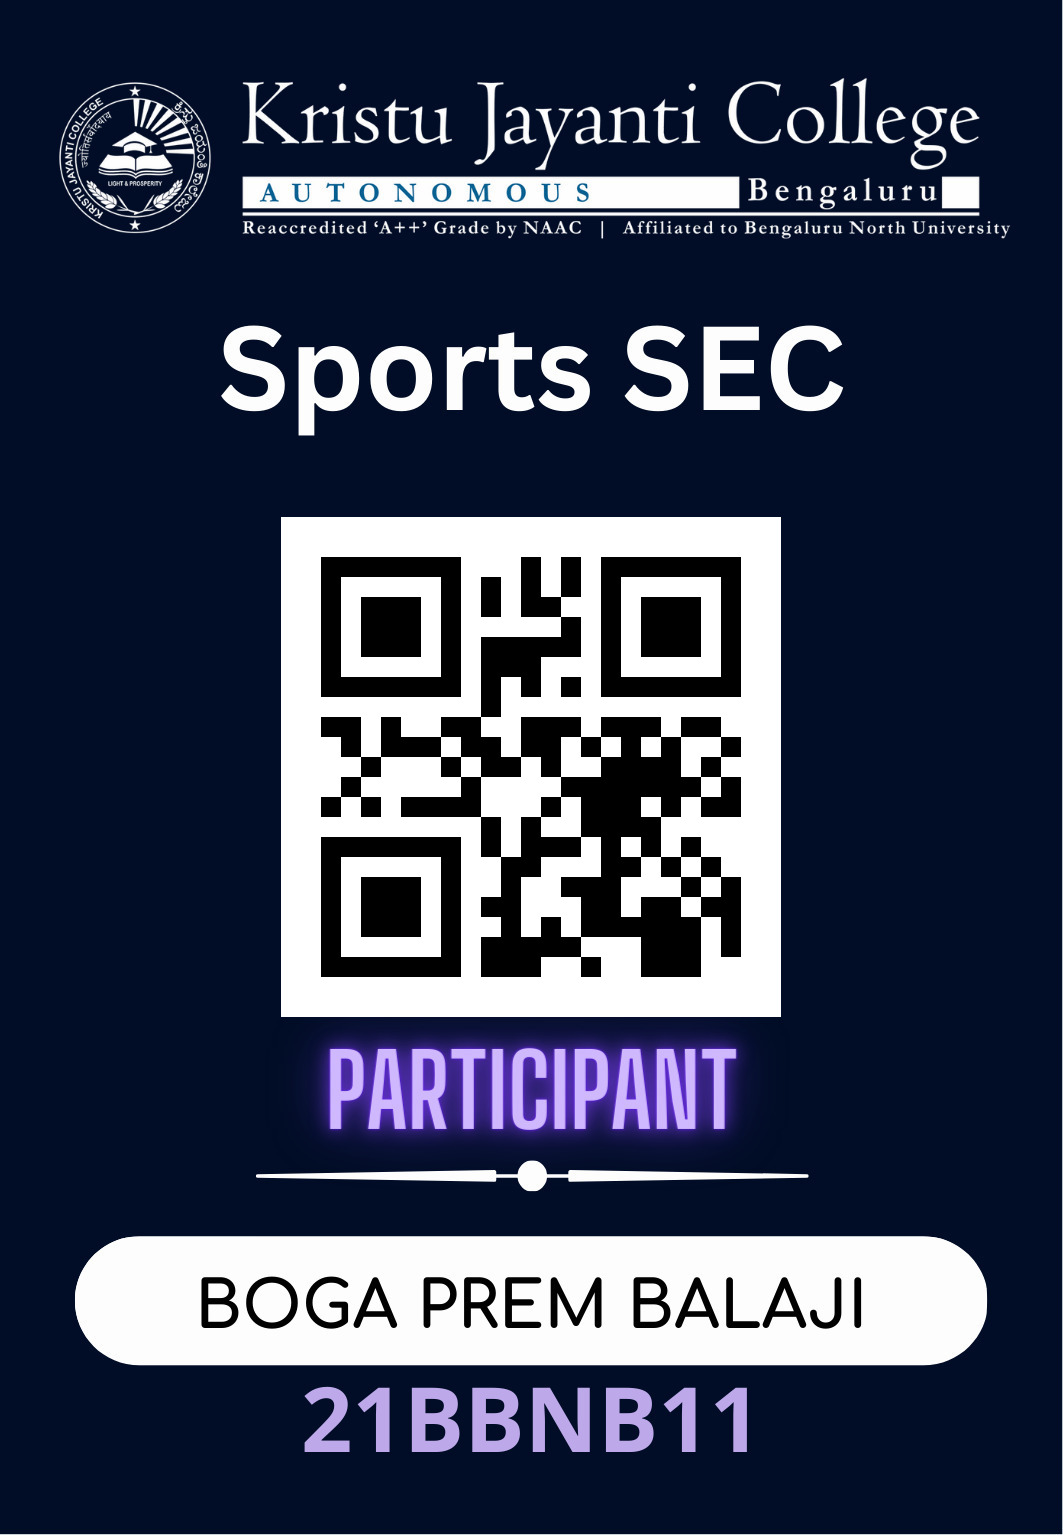 Kristu Jayanti College
AUTONOMOUS Bengaluru
Reaccredited ‘A++’ Grade by NAAC | Affiliated to Bengaluru North University
KRISTU JAYANTI COLLEGE
ಕ್ರಿಸ್ತು ಜಯಂತಿ ಕಾಲೇಜು
LIGHT & PROSPERITY
Sports SEC
PARTICIPANT
BOGA PREM BALAJI
21BBNB11